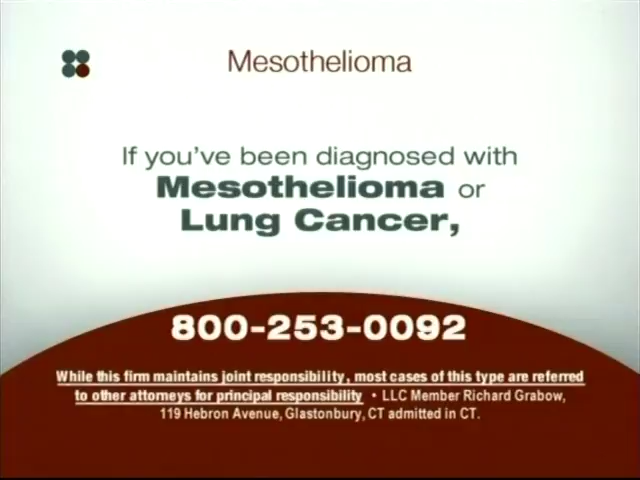 Mesothelioma
If you've been diagnosed with
Mesothelioma or
Lung Cancer,
800-253-0092
While this firm maintains joint responsibility, most cases of this type are referred
to other attorneys for principal responsibility • LLC Member Richard Grabow,
119 Hebron Avenue, Glastonbury, CT admitted in CT.